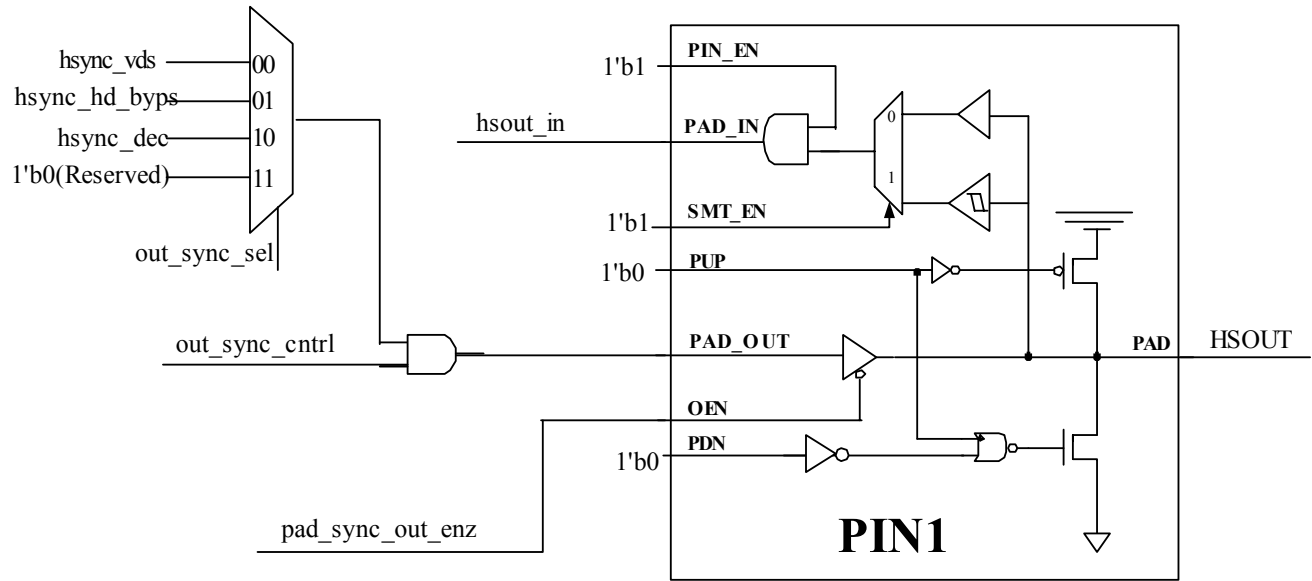 hsync_vds
00
hsync_hd_byps
01
hsync_dec
10
1'b0(Reserved)
11
out_sync_sel
out_sync_cntrl
pad_sync_out_enz
hsout_in
1'b1
PIN_EN
PAD_IN
0
1
1'b1
SMT_EN
1'b0
PUP
PAD_OUT
PAD
HSOUT
OEN
1'b0
PDN
PIN1